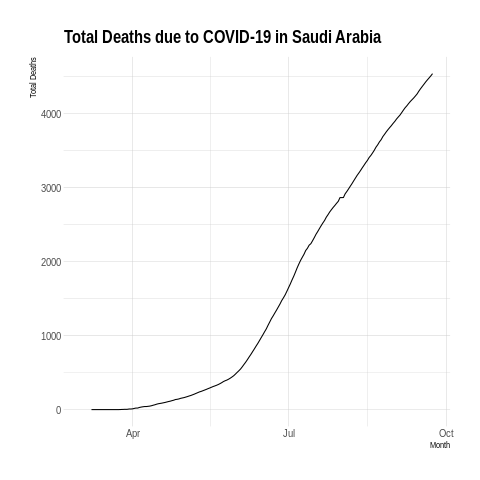 Total Deaths due to COVID-19 in Saudi Arabia
Total Deaths
4000
3000
2000
1000
0
Apr
Jul
Oct
Month